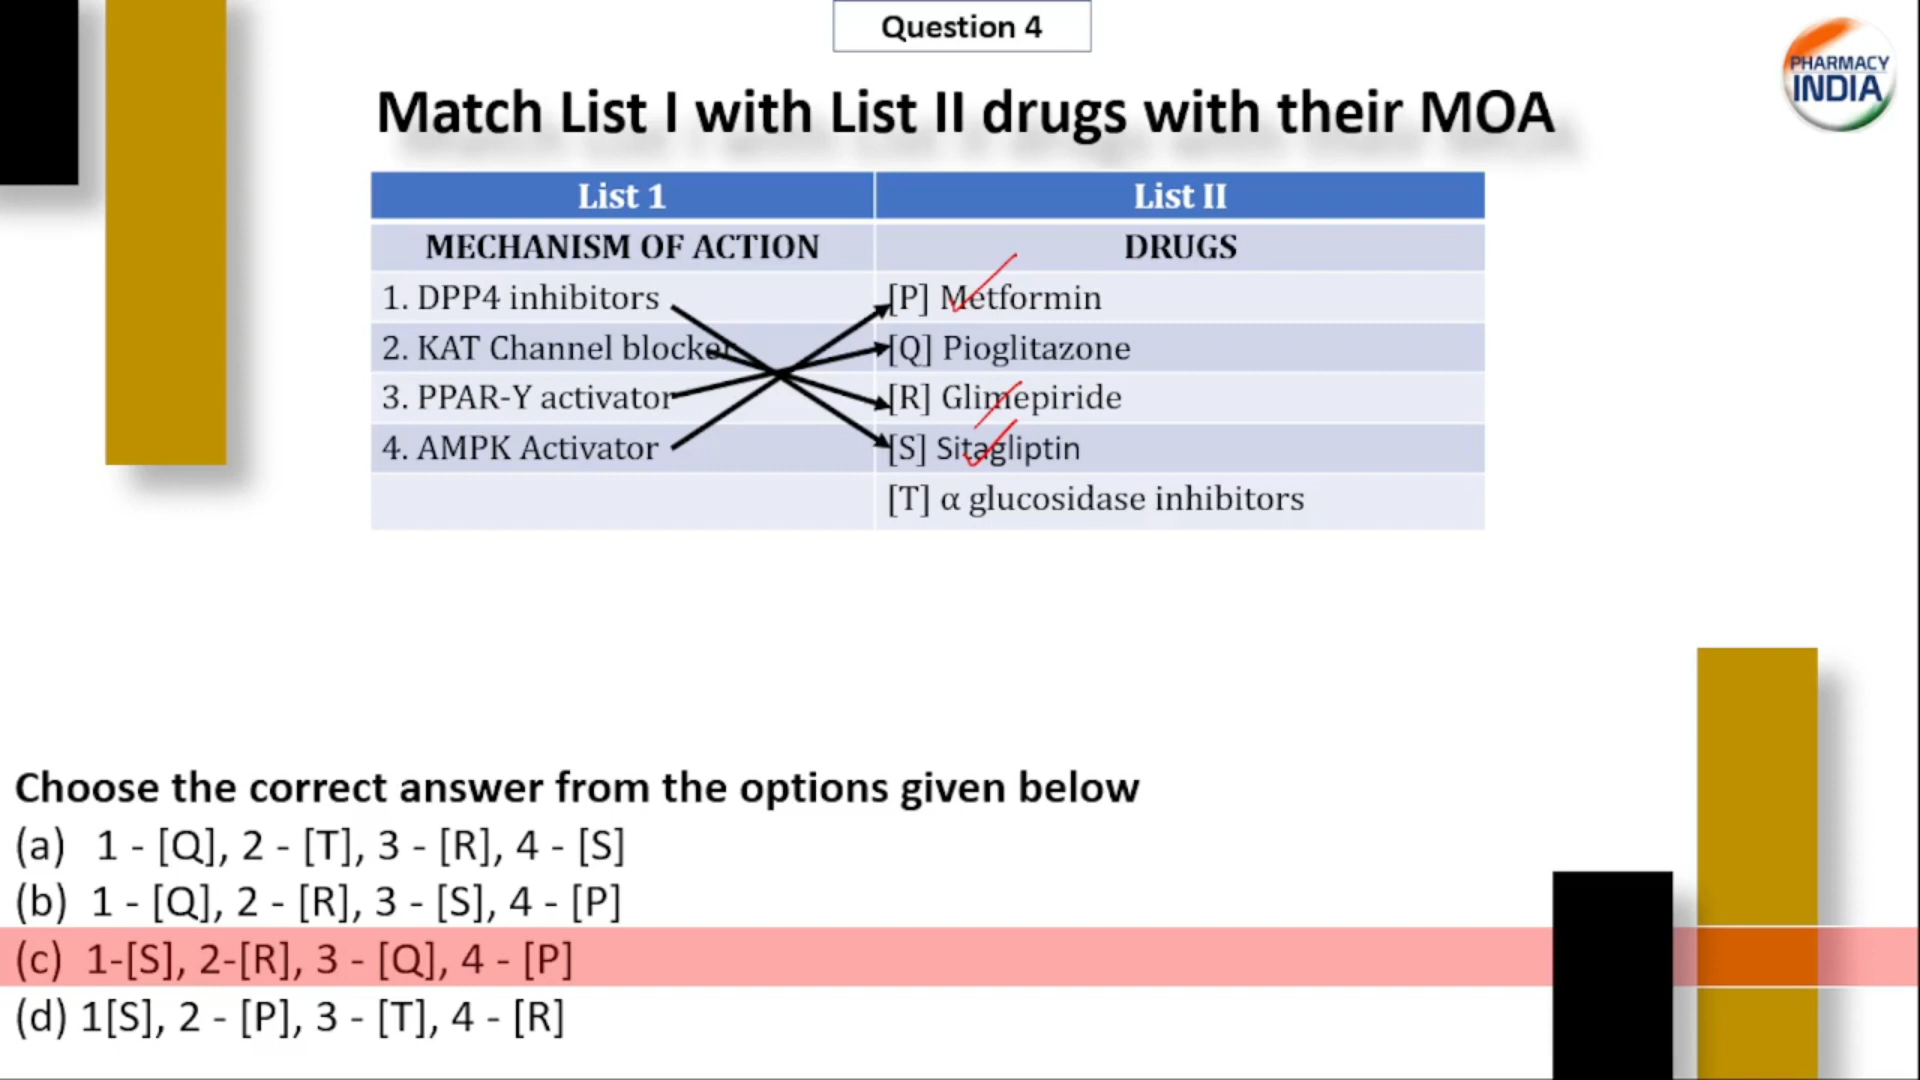 Question 4
PHARMACY
INDIA
Match List I with List II drugs with their MOA
List 1
List II
MECHANISM OF ACTION
DRUGS
1. DPP4 inhibitors
[P] Metformin
2. KAT Channel blocker
[Q] Pioglitazone
3. PPAR-Y activator
[R] Glimepiride
4. AMPK Activator
[S] Sitagliptin
[T] α glucosidase inhibitors
Choose the correct answer from the options given below
(a) 1 - [Q], 2 - [T], 3 - [R], 4 - [S]
(b) 1 - [Q], 2 - [R], 3 - [S], 4 - [P]
(c) 1-[S], 2-[R], 3 - [Q], 4 - [P]
(d) 1[S], 2 - [P], 3 - [T], 4 - [R]